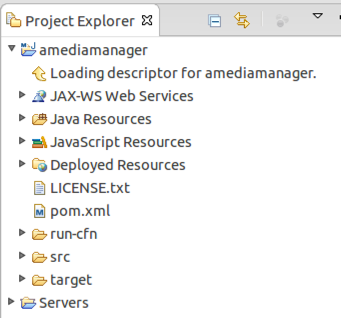 Project Explorer
amediamanager
Loading descriptor for amediamanager.
JAX-WS Web Services
Java Resources
JavaScript Resources
Deployed Resources
LICENSE.txt
pom.xml
run-cfn
src
target
Servers